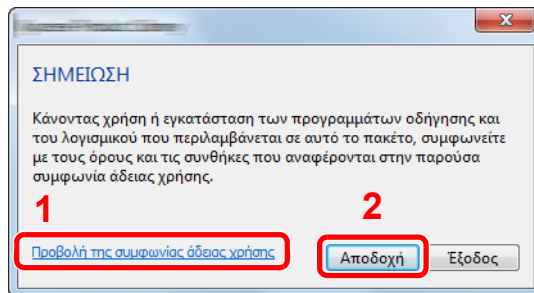 ΣΗΜΕΙΩΣΗ
Κάνοντας χρήση ή εγκατάσταση των προγραμμάτων οδήγησης και
του λογισμικού που περιλαμβάνεται σε αυτό το πακέτο, συμφωνείτε
με τους όρους και τις συνθήκες που αναφέρονται στην παρούσα
συμφωνία άδειας χρήσης.
1 2
Προβολή της συμφωνίας άδειας χρήσης Αποδοχή Έξοδος